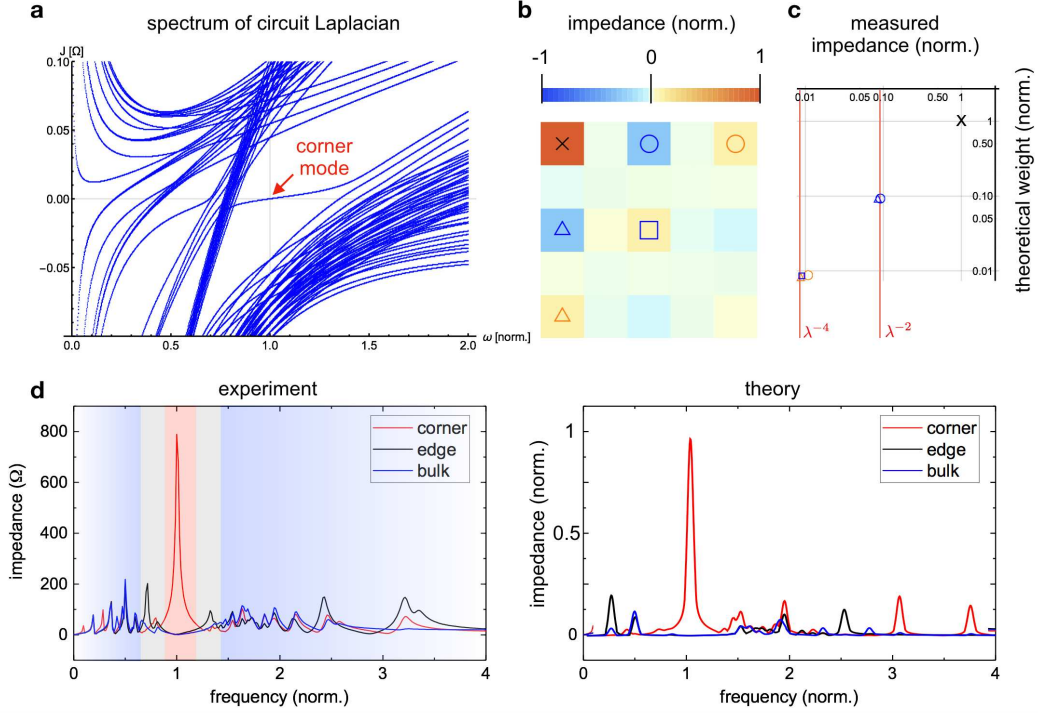 a
spectrum of circuit Laplacian
J [Ω]
0.10
0.05
0.00
−0.05
0.0
0.5
1.0
1.5
2.0
ω [norm.]
corner
mode
b
impedance (norm.)
-1
0
1
c
measured
impedance (norm.)
0.01
0.05
0.10
0.50
1
1
0.50
0.10
0.05
0.01
theoretical weight (norm.)
λ⁻⁴
λ⁻²
d
experiment
impedance (Ω)
800
600
400
200
0
0
1
2
3
4
frequency (norm.)
corner
edge
bulk
theory
impedance (norm.)
1
0.5
0
0
1
2
3
4
frequency (norm.)
corner
edge
bulk